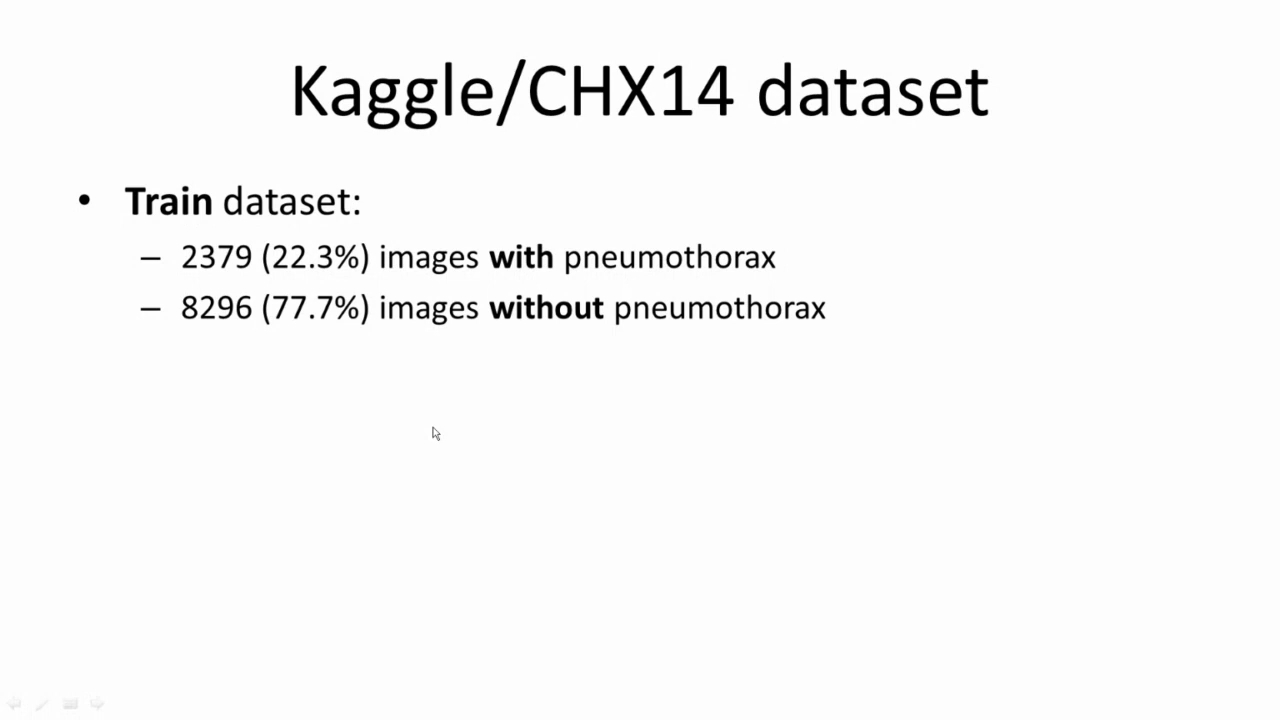 Kaggle/CHX14 dataset
• Train dataset:
– 2379 (22.3%) images with pneumothorax
– 8296 (77.7%) images without pneumothorax